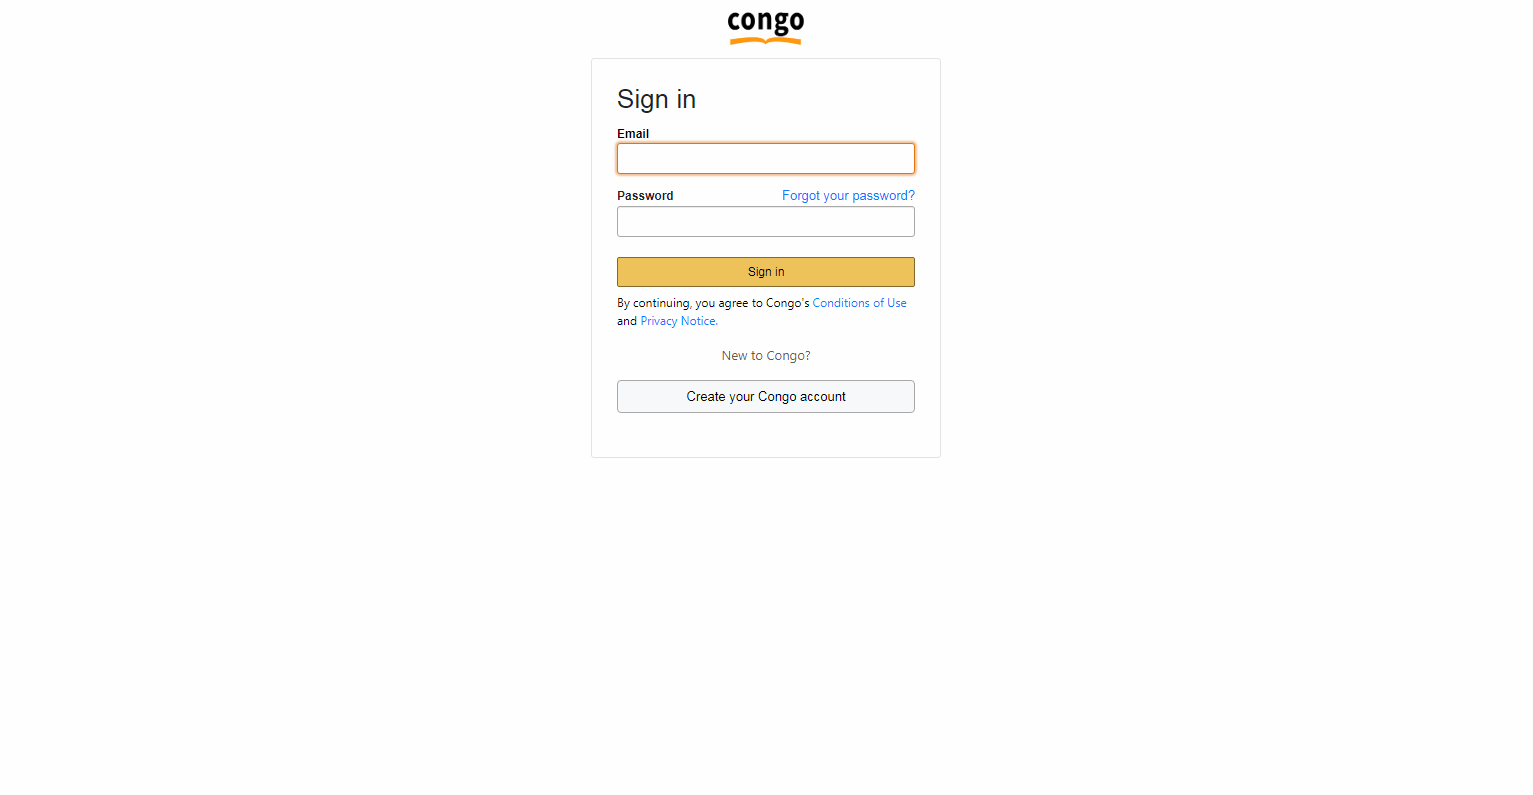 congo
Sign in
Email
Password
Forgot your password?
Sign in
By continuing, you agree to Congo's Conditions of Use
and Privacy Notice.
New to Congo?
Create your Congo account